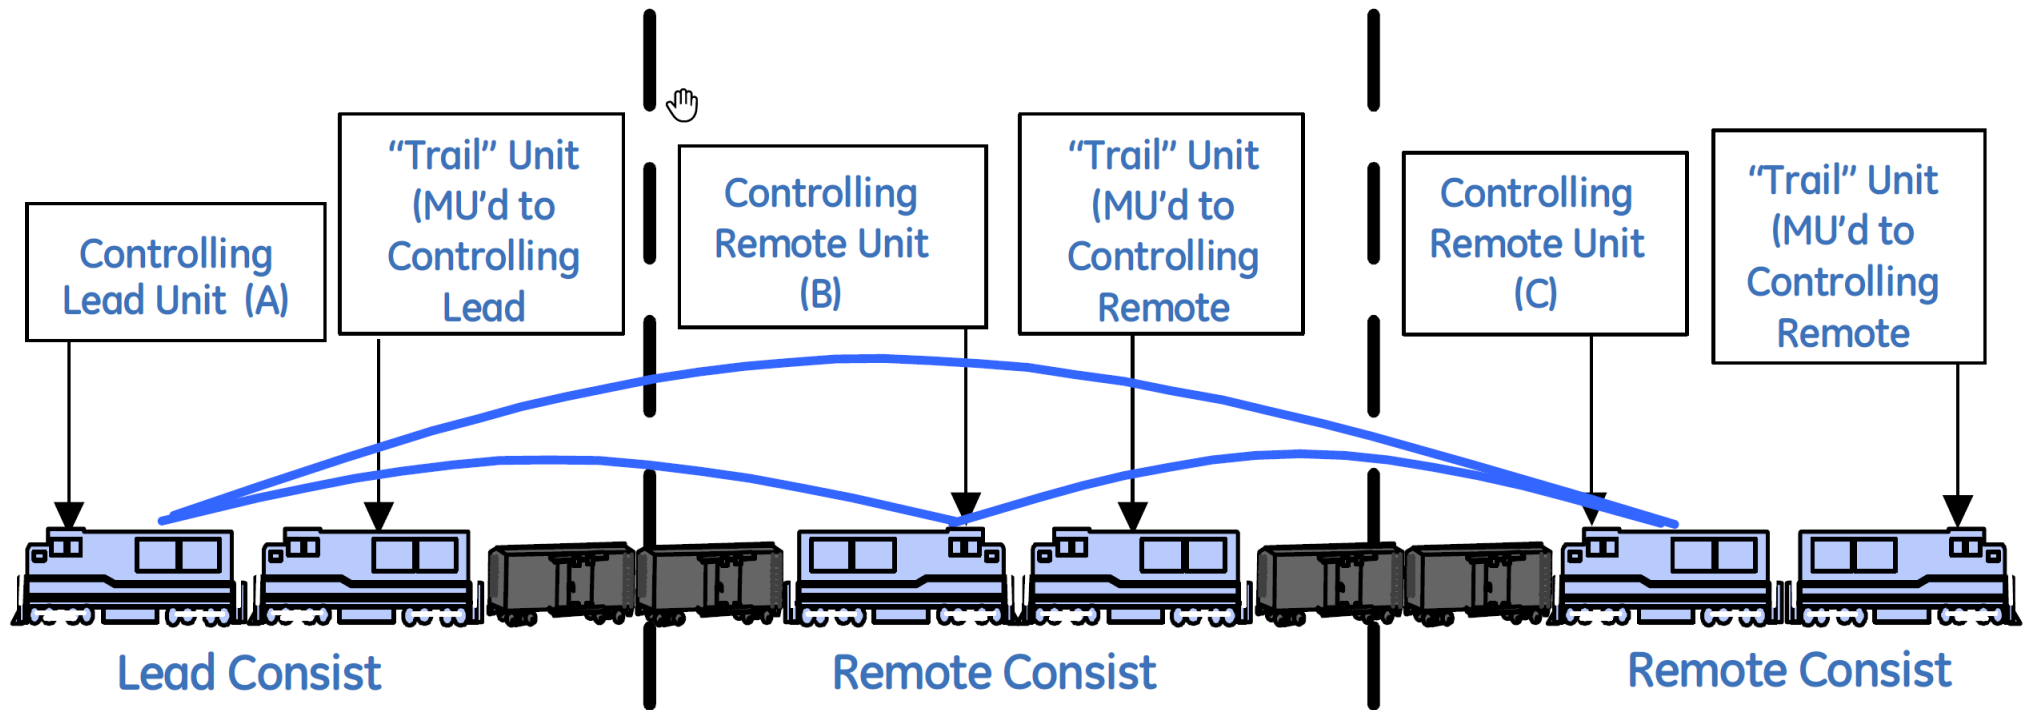 Controlling
Lead Unit (A)
“Trail” Unit
(MU’d to
Controlling
Lead
Controlling
Remote Unit
(B)
“Trail” Unit
(MU’d to
Controlling
Remote
Controlling
Remote Unit
(C)
“Trail” Unit
(MU’d to
Controlling
Remote
Lead Consist
Remote Consist
Remote Consist